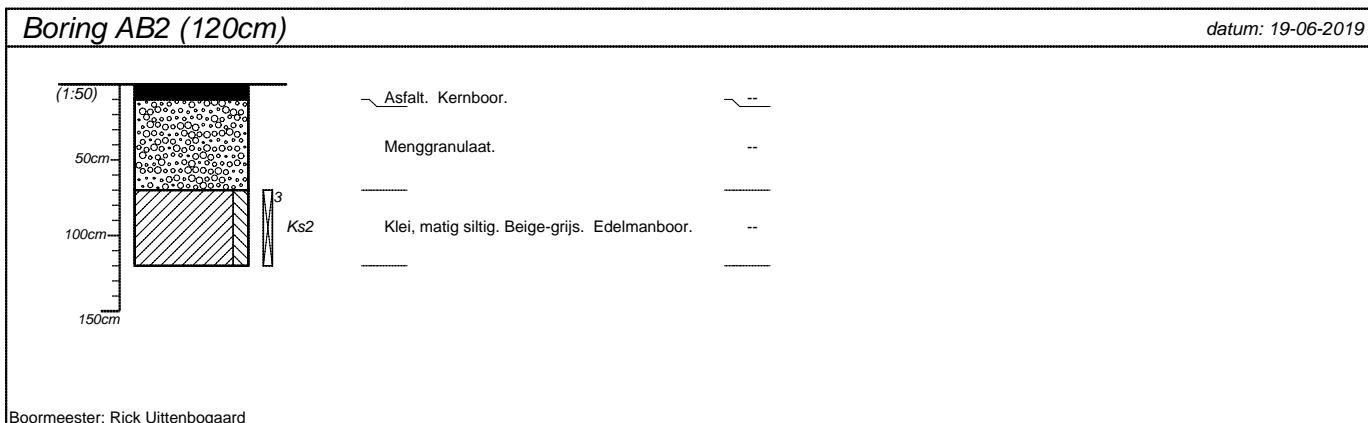 Boring AB2 (120cm) datum: 19-06-2019
(1:50) Asfalt. Kernboor. --
50cm Menggranulaat. --
3
100cm Ks2 Klei, matig siltig. Beige-grijs. Edelmanboor. --
150cm
Boormeester: Rick Uittenbogaard